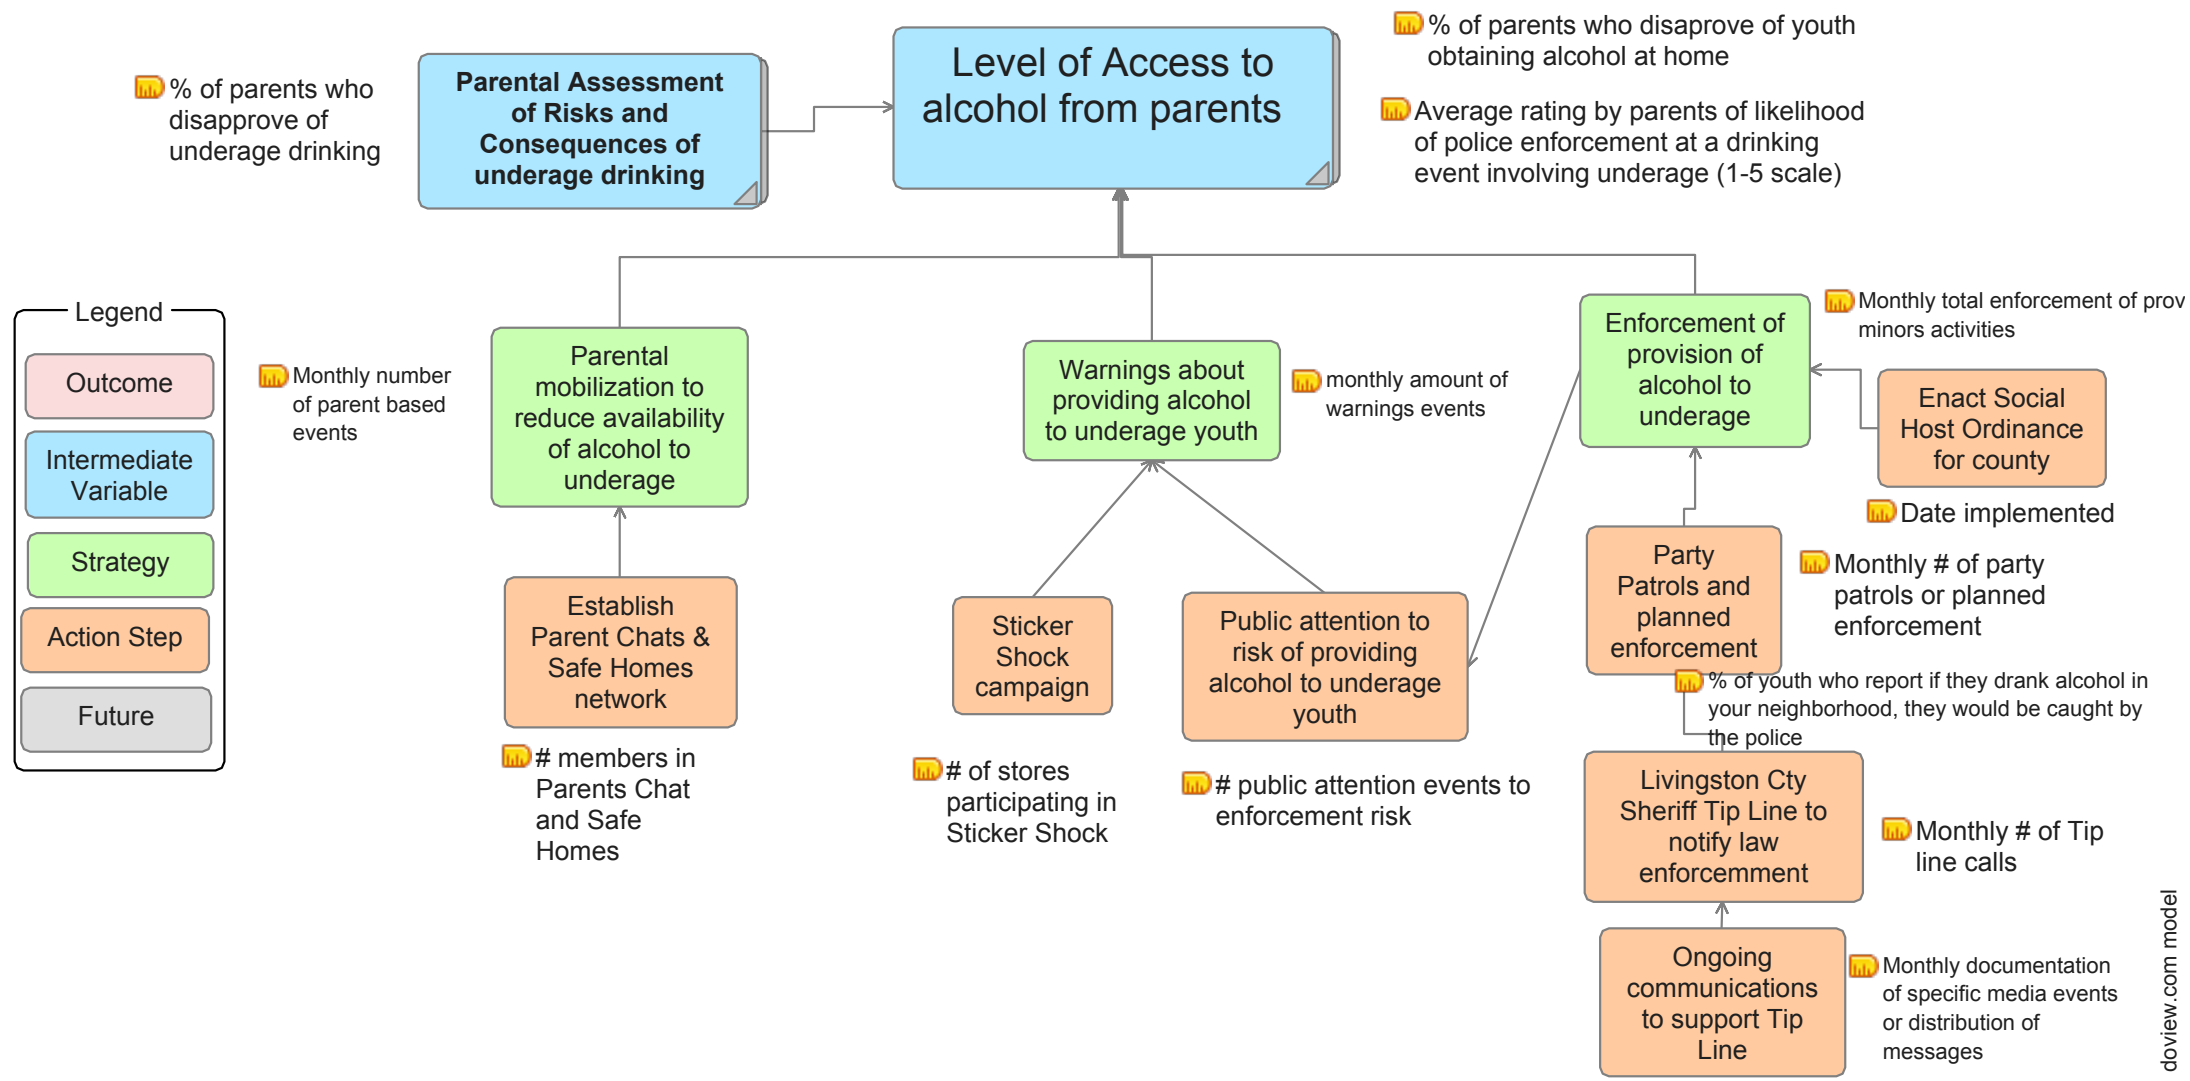 % of parents who
disapprove of
underage drinking
Parental Assessment
of Risks and
Consequences of
underage drinking
Level of Access to
alcohol from parents
% of parents who disaprove of youth
obtaining alcohol at home
Average rating by parents of likelihood
of police enforcement at a drinking
event involving underage (1-5 scale)
Legend
Outcome
Intermediate
Variable
Strategy
Action Step
Future
Monthly number
of parent based
events
Parental
mobilization to
reduce availability
of alcohol to
underage
Establish
Parent Chats &
Safe Homes
network
# members in
Parents Chat
and Safe
Homes
Warnings about
providing alcohol
to underage youth
monthly amount of
warnings events
Sticker
Shock
campaign
# of stores
participating in
Sticker Shock
Public attention to
risk of providing
alcohol to underage
youth
# public attention events to
enforcement risk
Enforcement of
provision of
alcohol to
underage
Monthly total enforcement of prov
minors activities
Enact Social
Host Ordinance
for county
Date implemented
Party
Patrols and
planned
enforcement
Monthly # of party
patrols or planned
enforcement
% of youth who report if they drank alcohol in
your neighborhood, they would be caught by
the police
Livingston Cty
Sheriff Tip Line to
notify law
enforcemment
Monthly # of Tip
line calls
Ongoing
communications
to support Tip
Line
Monthly documentation
of specific media events
or distribution of
messages
doview.com model